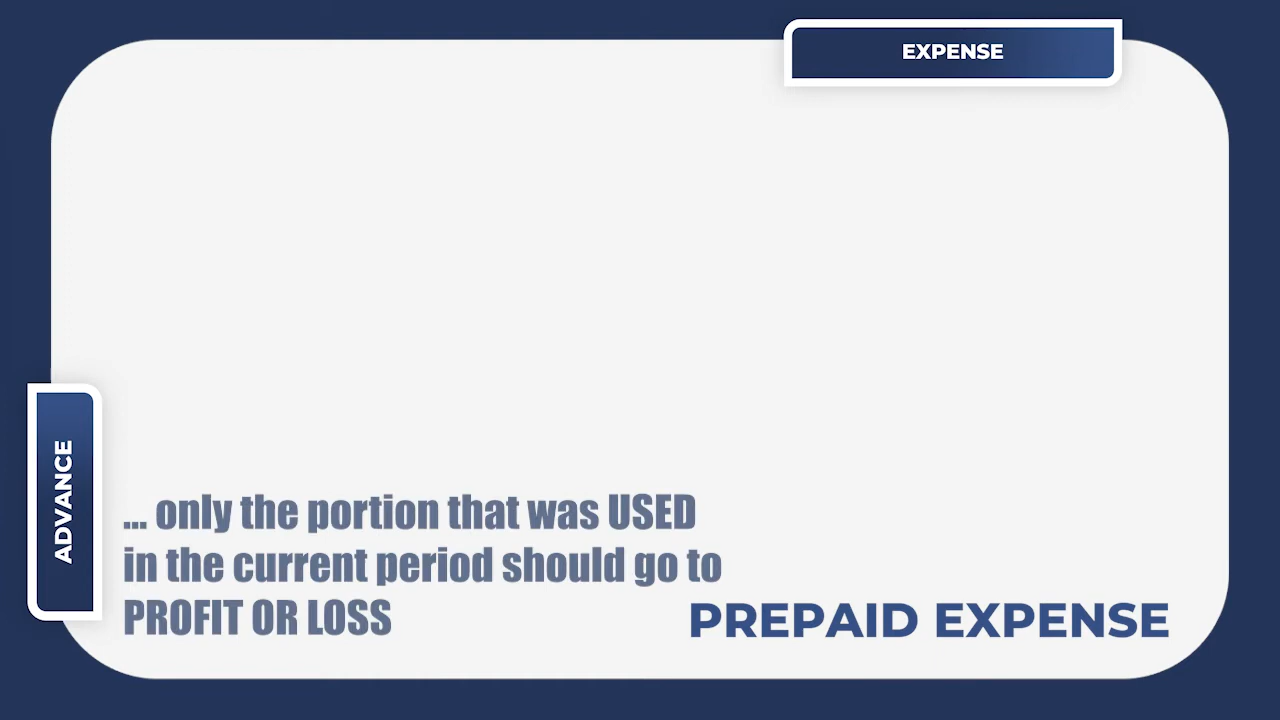 EXPENSE
ADVANCE
... only the portion that was USED
in the current period should go to
PROFIT OR LOSS
PREPAID EXPENSE